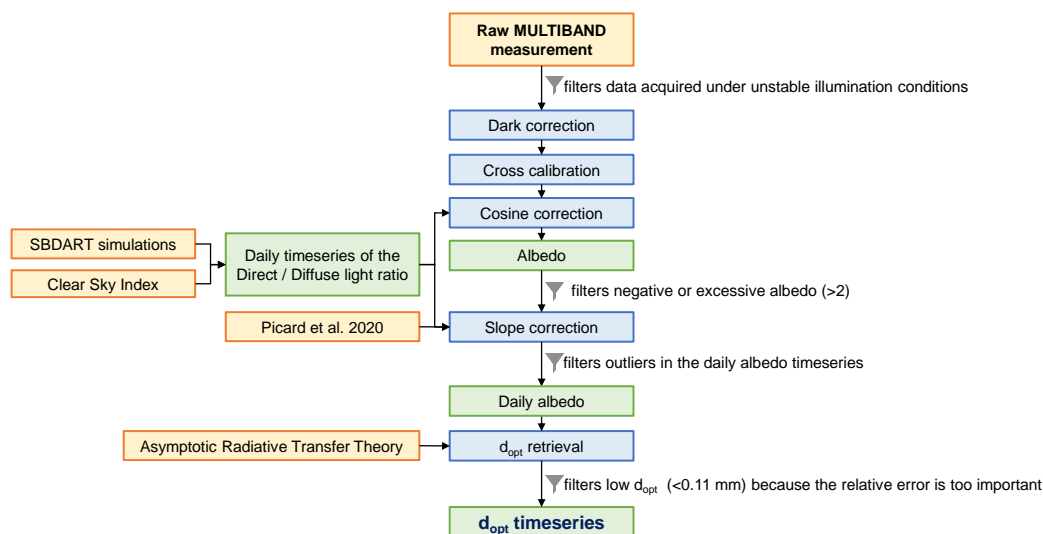 Raw MULTIBAND
measurement
filters data acquired under unstable illumination conditions
Dark correction
Cross calibration
Cosine correction
SBDART simulations
Daily timeseries of the
Direct / Diffuse light ratio
Albedo
Clear Sky Index
filters negative or excessive albedo (>2)
Picard et al. 2020
Slope correction
filters outliers in the daily albedo timeseries
Daily albedo
Asymptotic Radiative Transfer Theory
dopt retrieval
filters low dopt (<0.11 mm) because the relative error is too important
dopt timeseries